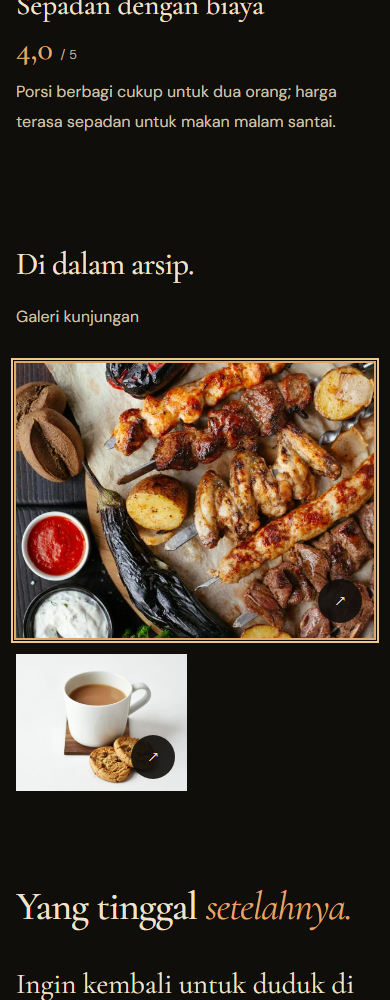 Sepadan dengan biaya
4,0 / 5
Porsi berbagi cukup untuk dua orang; harga
terasa sepadan untuk makan malam santai.
Di dalam arsip.
Galeri kunjungan
↗
↗
Yang tinggal setelahnya.
Ingin kembali untuk duduk di